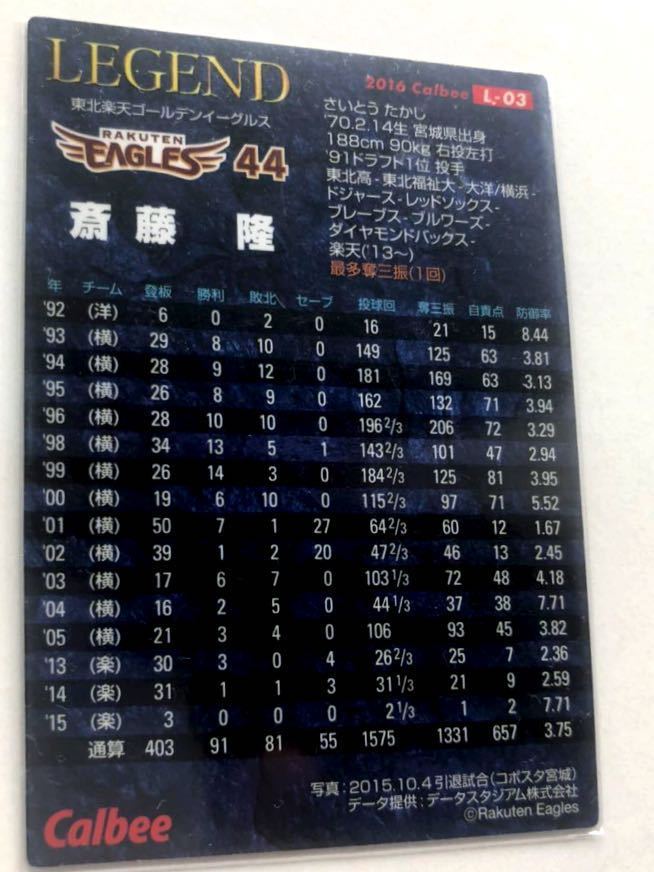 LEGEND
2016 Calbee L-03
東北楽天ゴールデンイーグルス
RAKUTEN
EAGLES 44
斎藤 隆
さいとう たかし
'70.2.14生 宮城県出身
188cm 90kg 右投左打
'91ドラフト1位 投手
東北高-東北福祉大-大洋/横浜-
ドジャース-レッドソックス-
ブレーブス-ブルワーズ-
ダイヤモンドバックス-
楽天('13〜)
最多奪三振(1回)
年 チーム 登板 勝利 敗北 セーブ 投球回 奪三振 自責点 防御率
'92 (洋) 6 0 2 0 16 21 15 8.44
'93 (横) 29 8 10 0 149 125 63 3.81
'94 (横) 28 9 12 0 181 169 63 3.13
'95 (横) 26 8 9 0 162 132 71 3.94
'96 (横) 28 10 10 0 196 2/3 206 72 3.29
'98 (横) 34 13 5 1 143 2/3 101 47 2.94
'99 (横) 26 14 3 0 184 2/3 125 81 3.95
'00 (横) 19 6 10 0 115 2/3 97 71 5.52
'01 (横) 50 7 1 27 64 2/3 60 12 1.67
'02 (横) 39 1 2 20 47 2/3 46 13 2.45
'03 (横) 17 6 7 0 103 1/3 72 48 4.18
'04 (横) 16 2 5 0 44 1/3 37 38 7.71
'05 (横) 21 3 4 0 106 93 45 3.82
'13 (楽) 30 3 0 4 26 2/3 25 7 2.36
'14 (楽) 31 1 1 3 31 1/3 21 9 2.59
'15 (楽) 3 0 0 0 2 1/3 1 2 7.71
通算 403 91 81 55 1575 1331 657 3.75
写真：2015.10.4引退試合(コボスタ宮城)
データ提供：データスタジアム株式会社
©Rakuten Eagles
Calbee